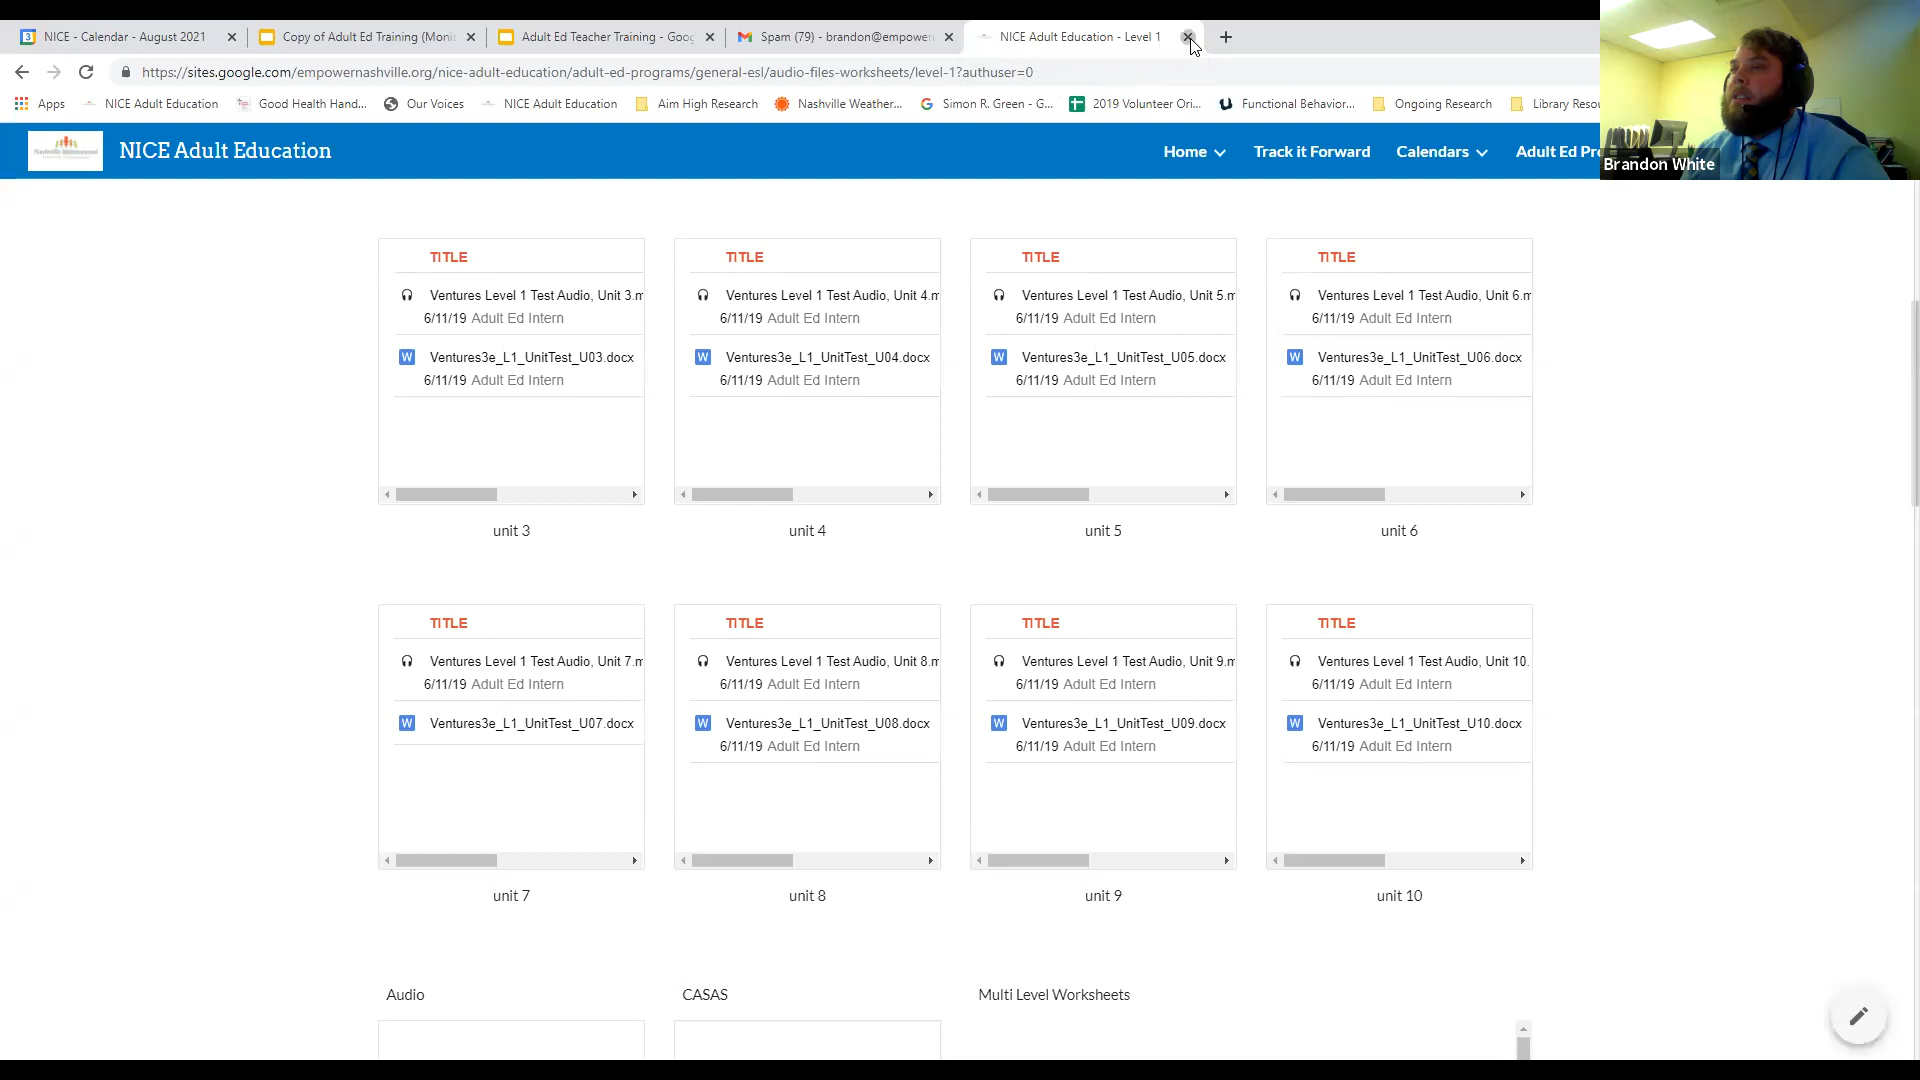 NICE - Calendar - August 2021
Copy of Adult Ed Training (Moni
Adult Ed Teacher Training - Goog
Spam (79) - brandon@empower
NICE Adult Education - Level 1
https://sites.google.com/empowernashville.org/nice-adult-education/adult-ed-programs/general-esl/audio-files-worksheets/level-1?authuser=0
Apps
NICE Adult Education
Good Health Hand...
Our Voices
NICE Adult Education
Aim High Research
Nashville Weather...
Simon R. Green - G...
2019 Volunteer Ori...
Functional Behavior...
Ongoing Research
Library Resou
NICE Adult Education
Home
Track it Forward
Calendars
Adult Ed Pro
Brandon White
TITLE TITLE TITLE TITLE
Ventures Level 1 Test Audio, Unit 3.m Ventures Level 1 Test Audio, Unit 4.m Ventures Level 1 Test Audio, Unit 5.m Ventures Level 1 Test Audio, Unit 6.m
6/11/19 Adult Ed Intern 6/11/19 Adult Ed Intern 6/11/19 Adult Ed Intern 6/11/19 Adult Ed Intern
Ventures3e_L1_UnitTest_U03.docx Ventures3e_L1_UnitTest_U04.docx Ventures3e_L1_UnitTest_U05.docx Ventures3e_L1_UnitTest_U06.docx
6/11/19 Adult Ed Intern 6/11/19 Adult Ed Intern 6/11/19 Adult Ed Intern 6/11/19 Adult Ed Intern
unit 3 unit 4 unit 5 unit 6
TITLE TITLE TITLE TITLE
Ventures Level 1 Test Audio, Unit 7.m Ventures Level 1 Test Audio, Unit 8.m Ventures Level 1 Test Audio, Unit 9.m Ventures Level 1 Test Audio, Unit 10.
6/11/19 Adult Ed Intern 6/11/19 Adult Ed Intern 6/11/19 Adult Ed Intern 6/11/19 Adult Ed Intern
Ventures3e_L1_UnitTest_U07.docx Ventures3e_L1_UnitTest_U08.docx Ventures3e_L1_UnitTest_U09.docx Ventures3e_L1_UnitTest_U10.docx
6/11/19 Adult Ed Intern 6/11/19 Adult Ed Intern 6/11/19 Adult Ed Intern
unit 7 unit 8 unit 9 unit 10
Audio CASAS Multi Level Worksheets